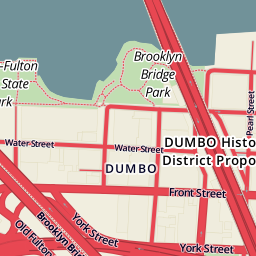 -Fulton
State
Park
Brooklyn
Bridge
Park
Pearl Street
Water Street
Water Street
DUMBO Histo
District Propo
DUMBO
Front Street
York Street
York Street
Brooklyn Bri
Old Fulton